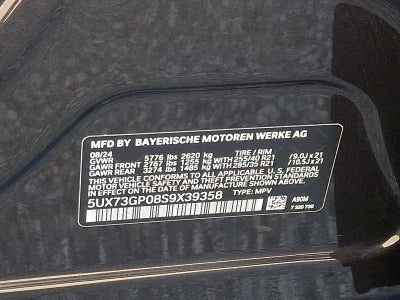 MFD BY BAYERISCHE MOTOREN WERKE AG
08/24 TIRE / RIM
GVWR 5776 lbs 2620 kg
GAWR FRONT 2767 lbs 1255 kg WITH 255/40 R21 /9.0J x 21
GAWR REAR 3274 lbs 1485 kg WITH 285/35 R21 /10.5J x 21
THIS VEHICLE CONFORMS TO ALL APPLICABLE U.S. FEDERAL
MOTOR VEHICLE SAFETY AND THEFT PREVENTION STANDARDS
IN EFFECT ON THE DATE OF MANUFACTURE SHOWN ABOVE.
5UX73GP08S9X39358 TYPE: MPV
A90M